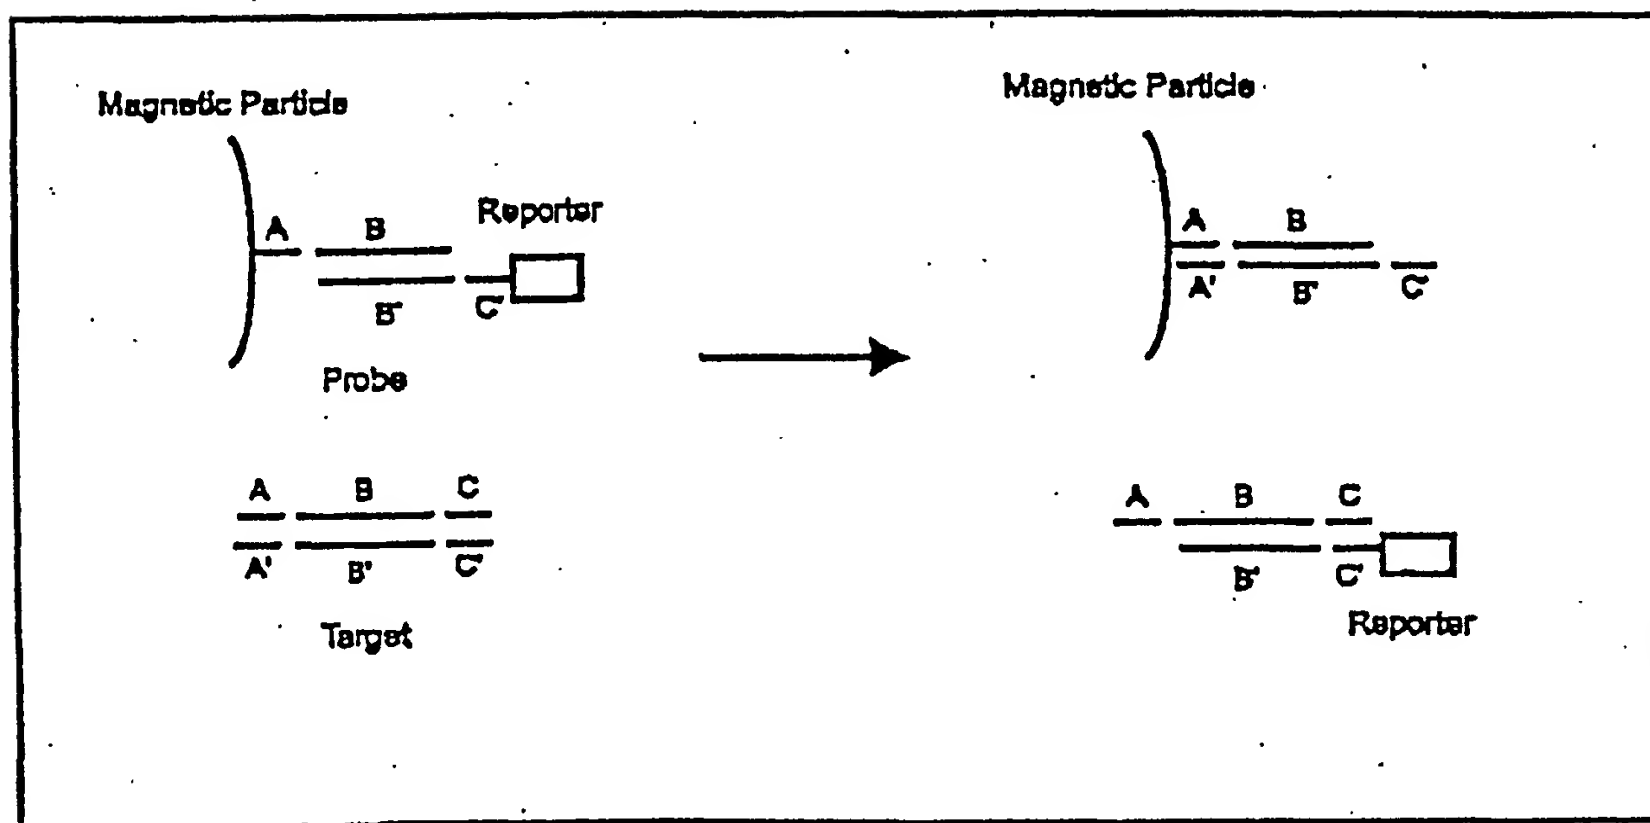 Magnetic Particle
A B Reporter
B' C'
Probe
A B C
A' B' C'
Target
Magnetic Particle
A B
A' B' C'
A B C
B' C'
Reporter